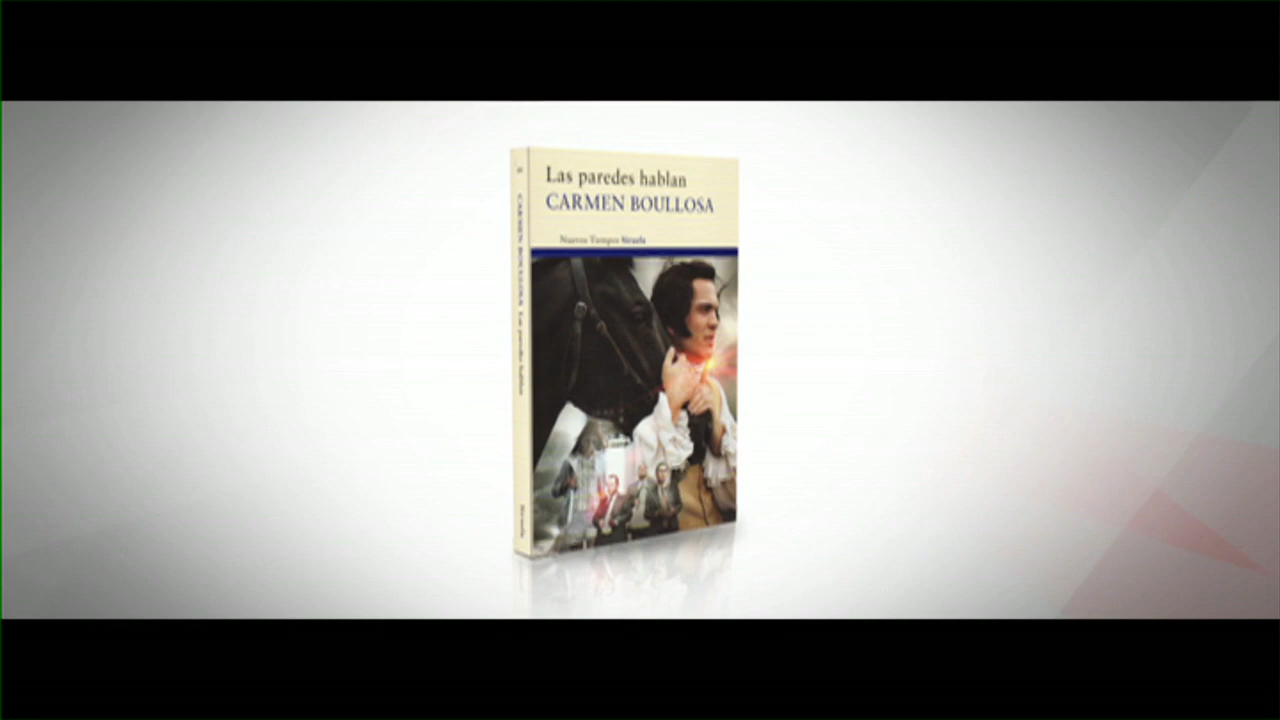 Las paredes hablan
CARMEN BOULLOSA
Nuevos Tiempos Siruela
CARMEN BOULLOSA Las paredes hablan
Siruela